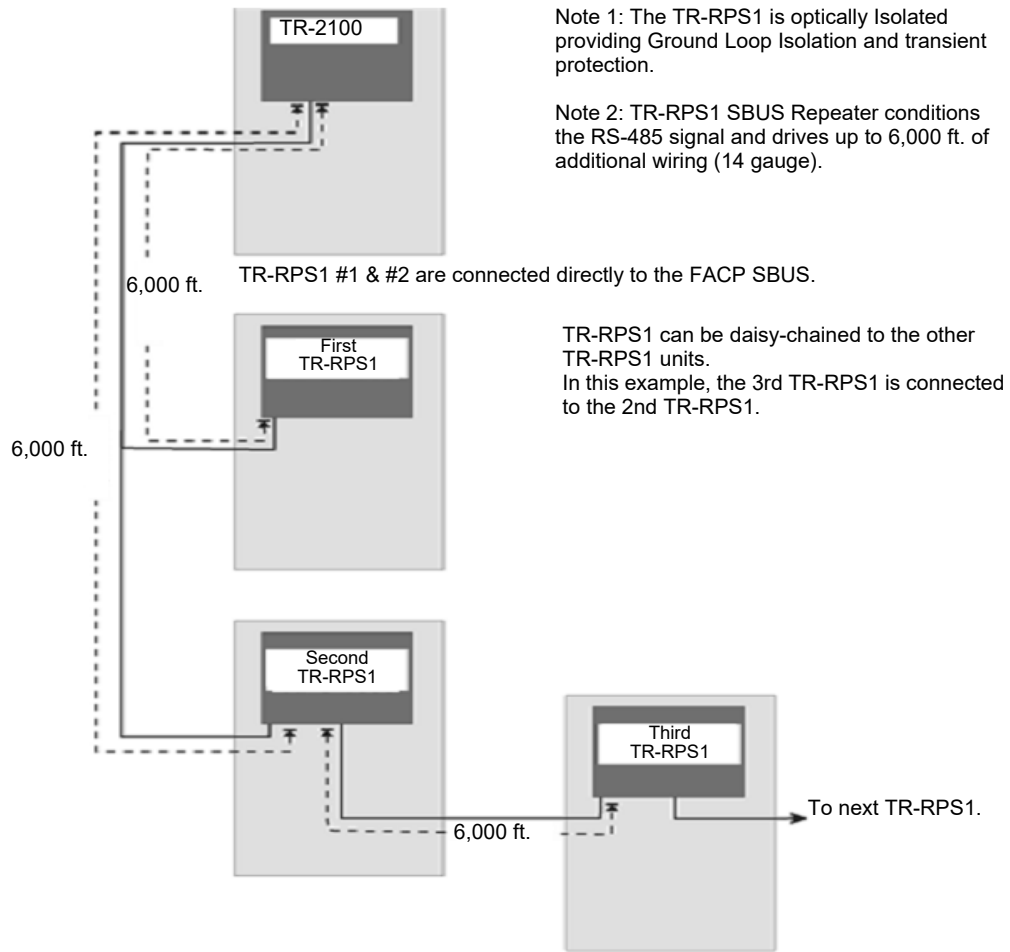 TR-2100
Note 1: The TR-RPS1 is optically Isolated
providing Ground Loop Isolation and transient
protection.
Note 2: TR-RPS1 SBUS Repeater conditions
the RS-485 signal and drives up to 6,000 ft. of
additional wiring (14 gauge).
6,000 ft.
TR-RPS1 #1 & #2 are connected directly to the FACP SBUS.
First
TR-RPS1
TR-RPS1 can be daisy-chained to the other
TR-RPS1 units.
In this example, the 3rd TR-RPS1 is connected
to the 2nd TR-RPS1.
6,000 ft.
Second
TR-RPS1
Third
TR-RPS1
6,000 ft.
To next TR-RPS1.